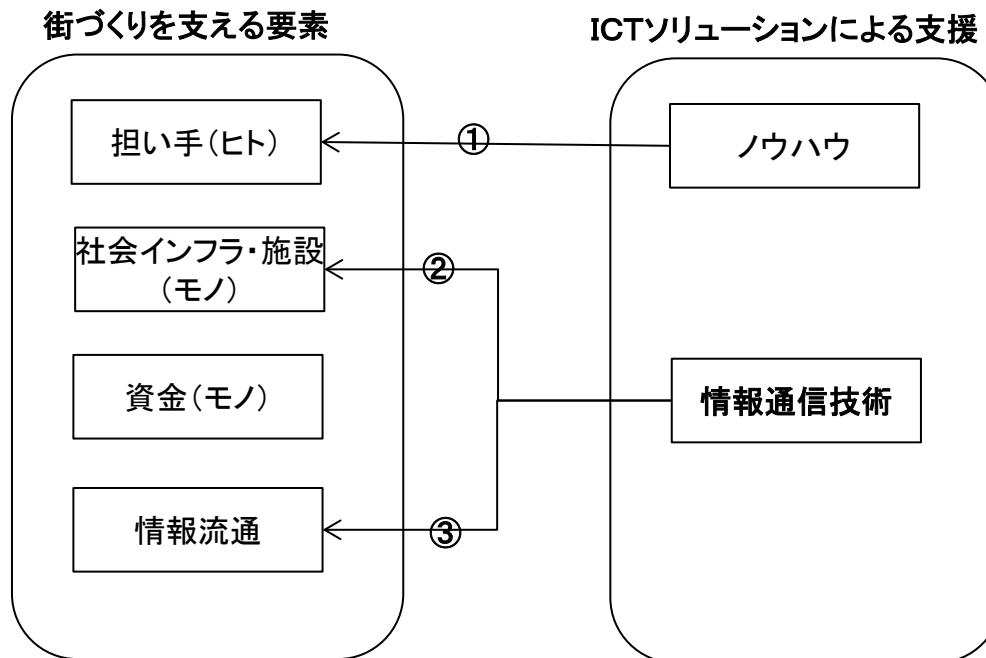 街づくりを支える要素
ICTソリューションによる支援
担い手(ヒト)
①
ノウハウ
社会インフラ・施設
(モノ)
②
資金(モノ)
情報通信技術
情報流通
③